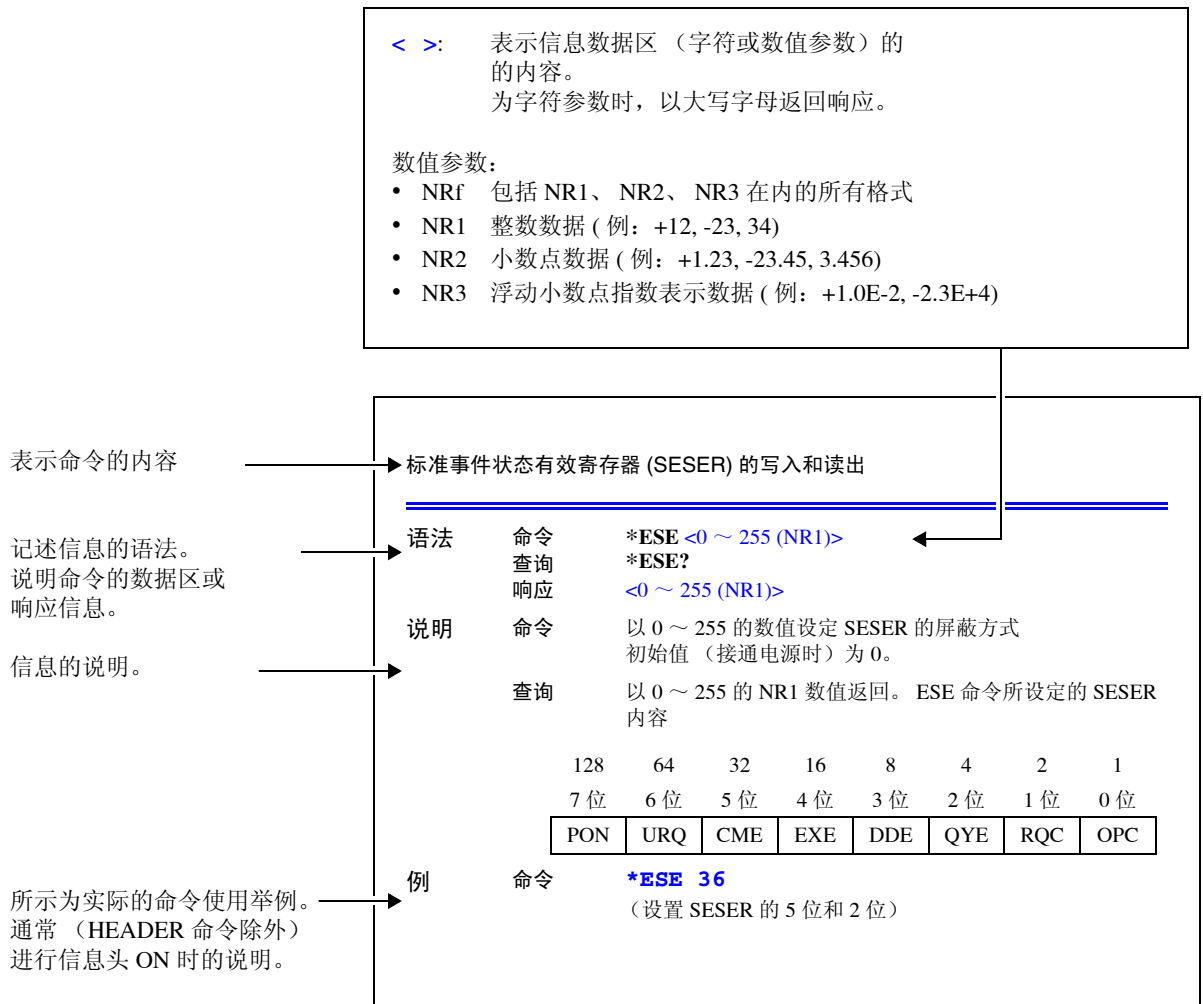 < >: 表示信息数据区 （字符或数值参数）的
的内容。
为字符参数时，以大写字母返回响应。
数值参数：
• NRf 包括 NR1、 NR2、 NR3 在内的所有格式
• NR1 整数数据 ( 例：+12, -23, 34)
• NR2 小数点数据 ( 例：+1.23, -23.45, 3.456)
• NR3 浮动小数点指数表示数据 ( 例：+1.0E-2, -2.3E+4)
表示命令的内容
标准事件状态有效寄存器 (SESER) 的写入和读出
记述信息的语法。
说明命令的数据区或
响应信息。
语法 命令 *ESE <0 ～ 255 (NR1)>
查询 *ESE?
响应 <0 ～ 255 (NR1)>
信息的说明。
说明 命令 以 0 ～ 255 的数值设定 SESER 的屏蔽方式
初始值 （接通电源时）为 0。
查询 以 0 ～ 255 的 NR1 数值返回。 ESE 命令所设定的 SESER
内容
128 64 32 16 8 4 2 1
7 位 6 位 5 位 4 位 3 位 2 位 1 位 0 位
PON URQ CME EXE DDE QYE RQC OPC
所示为实际的命令使用举例。
通常 （HEADER 命令除外）
进行信息头 ON 时的说明。
例 命令 *ESE 36
（设置 SESER 的 5 位和 2 位）